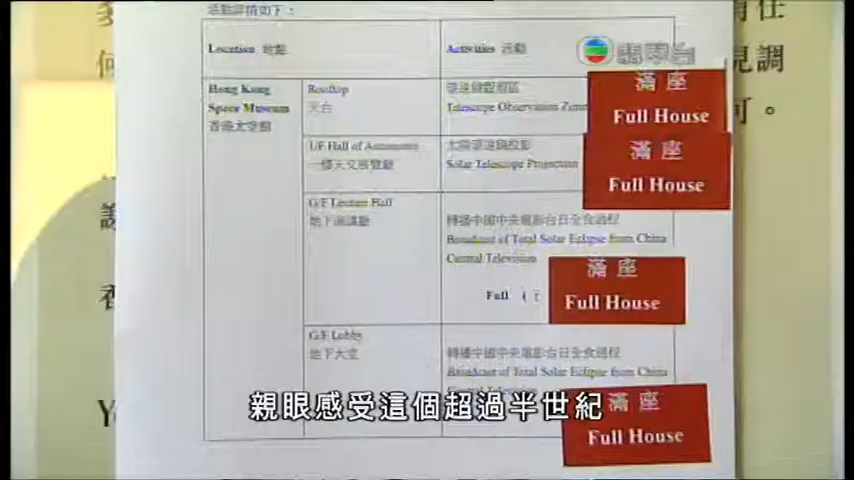 活動詳情如下：
Location 地點
Activities 活動
翡翠台
Hong Kong
Space Museum
香港太空館
Rooftop
天台
望遠鏡觀測區
Telescope Observation Zone
滿座
Full House
1/F Hall of Astronomy
一樓天文展覽廳
太陽望遠鏡投影
Solar Telescope Projection
滿座
Full House
G/F Lecture Hall
地下演講廳
轉播中國中央電影台日全食過程
Broadcast of Total Solar Eclipse from China
Central Television
Full
滿座
Full House
G/F Lobby
地下大堂
轉播中國中央電影台日全食過程
Broadcast of Total Solar Eclipse from China
Central Television
滿座
Full House
親眼感受這個超過半世紀
見調
可。